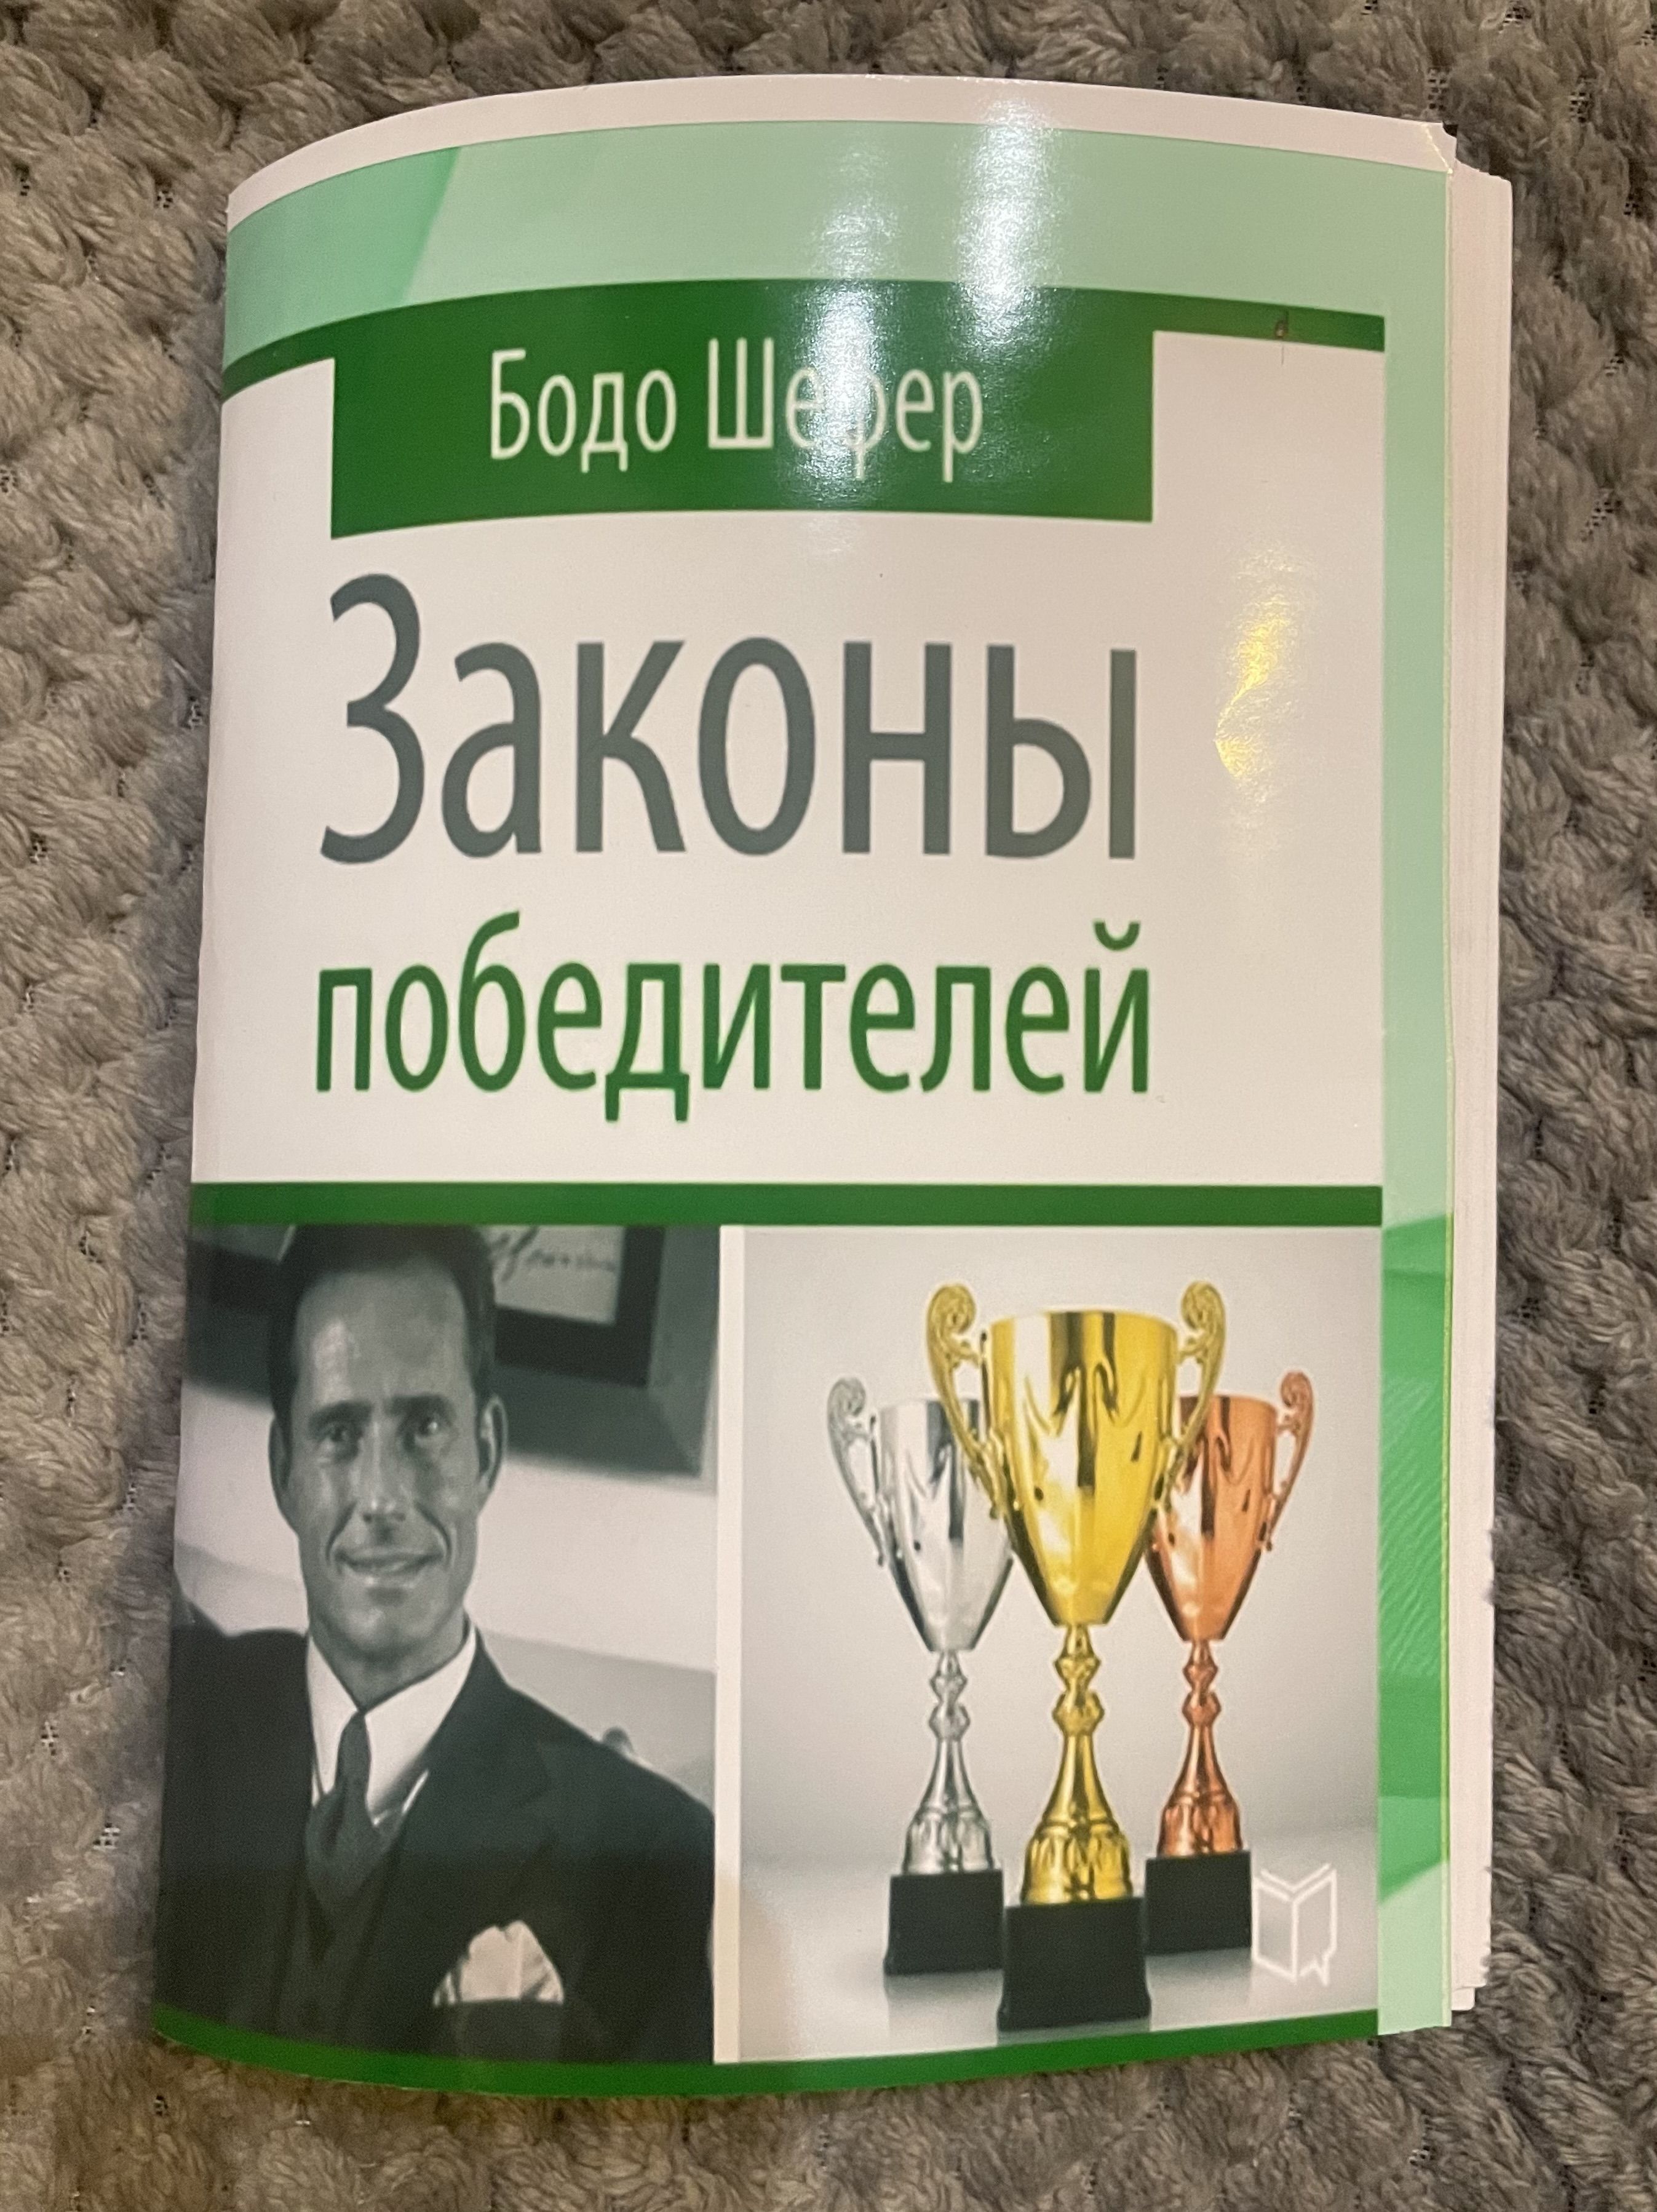 Бодо Шефер
Законы
победителей